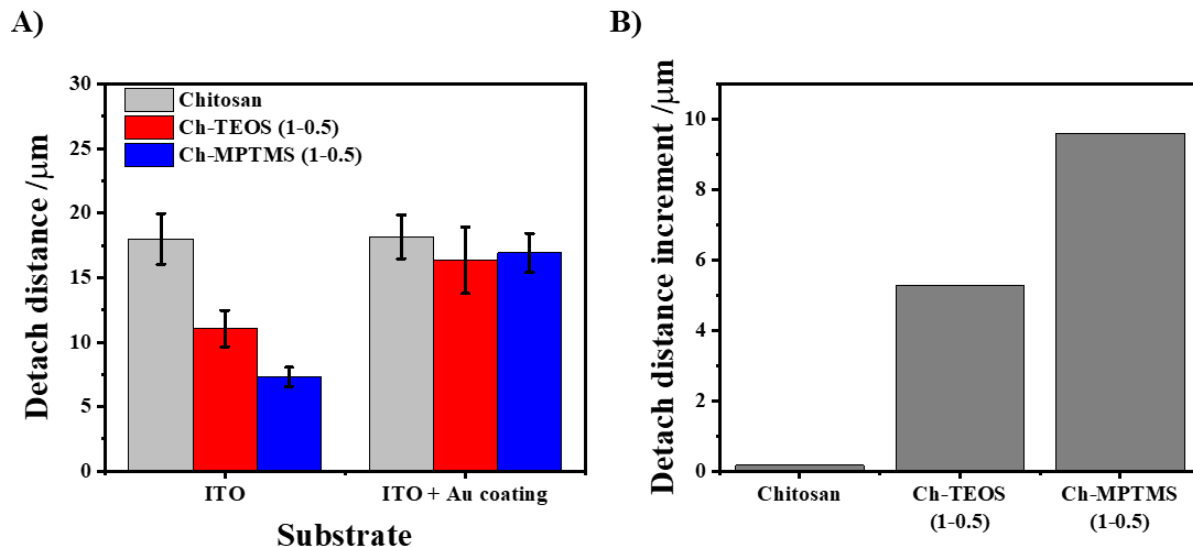 A)
B)
Detach distance /μm
30
25
20
15
10
5
0
Chitosan
Ch-TEOS (1-0.5)
Ch-MPTMS (1-0.5)
ITO
ITO + Au coating
Substrate
Detach distance increment /μm
10
8
6
4
2
0
Chitosan
Ch-TEOS
(1-0.5)
Ch-MPTMS
(1-0.5)